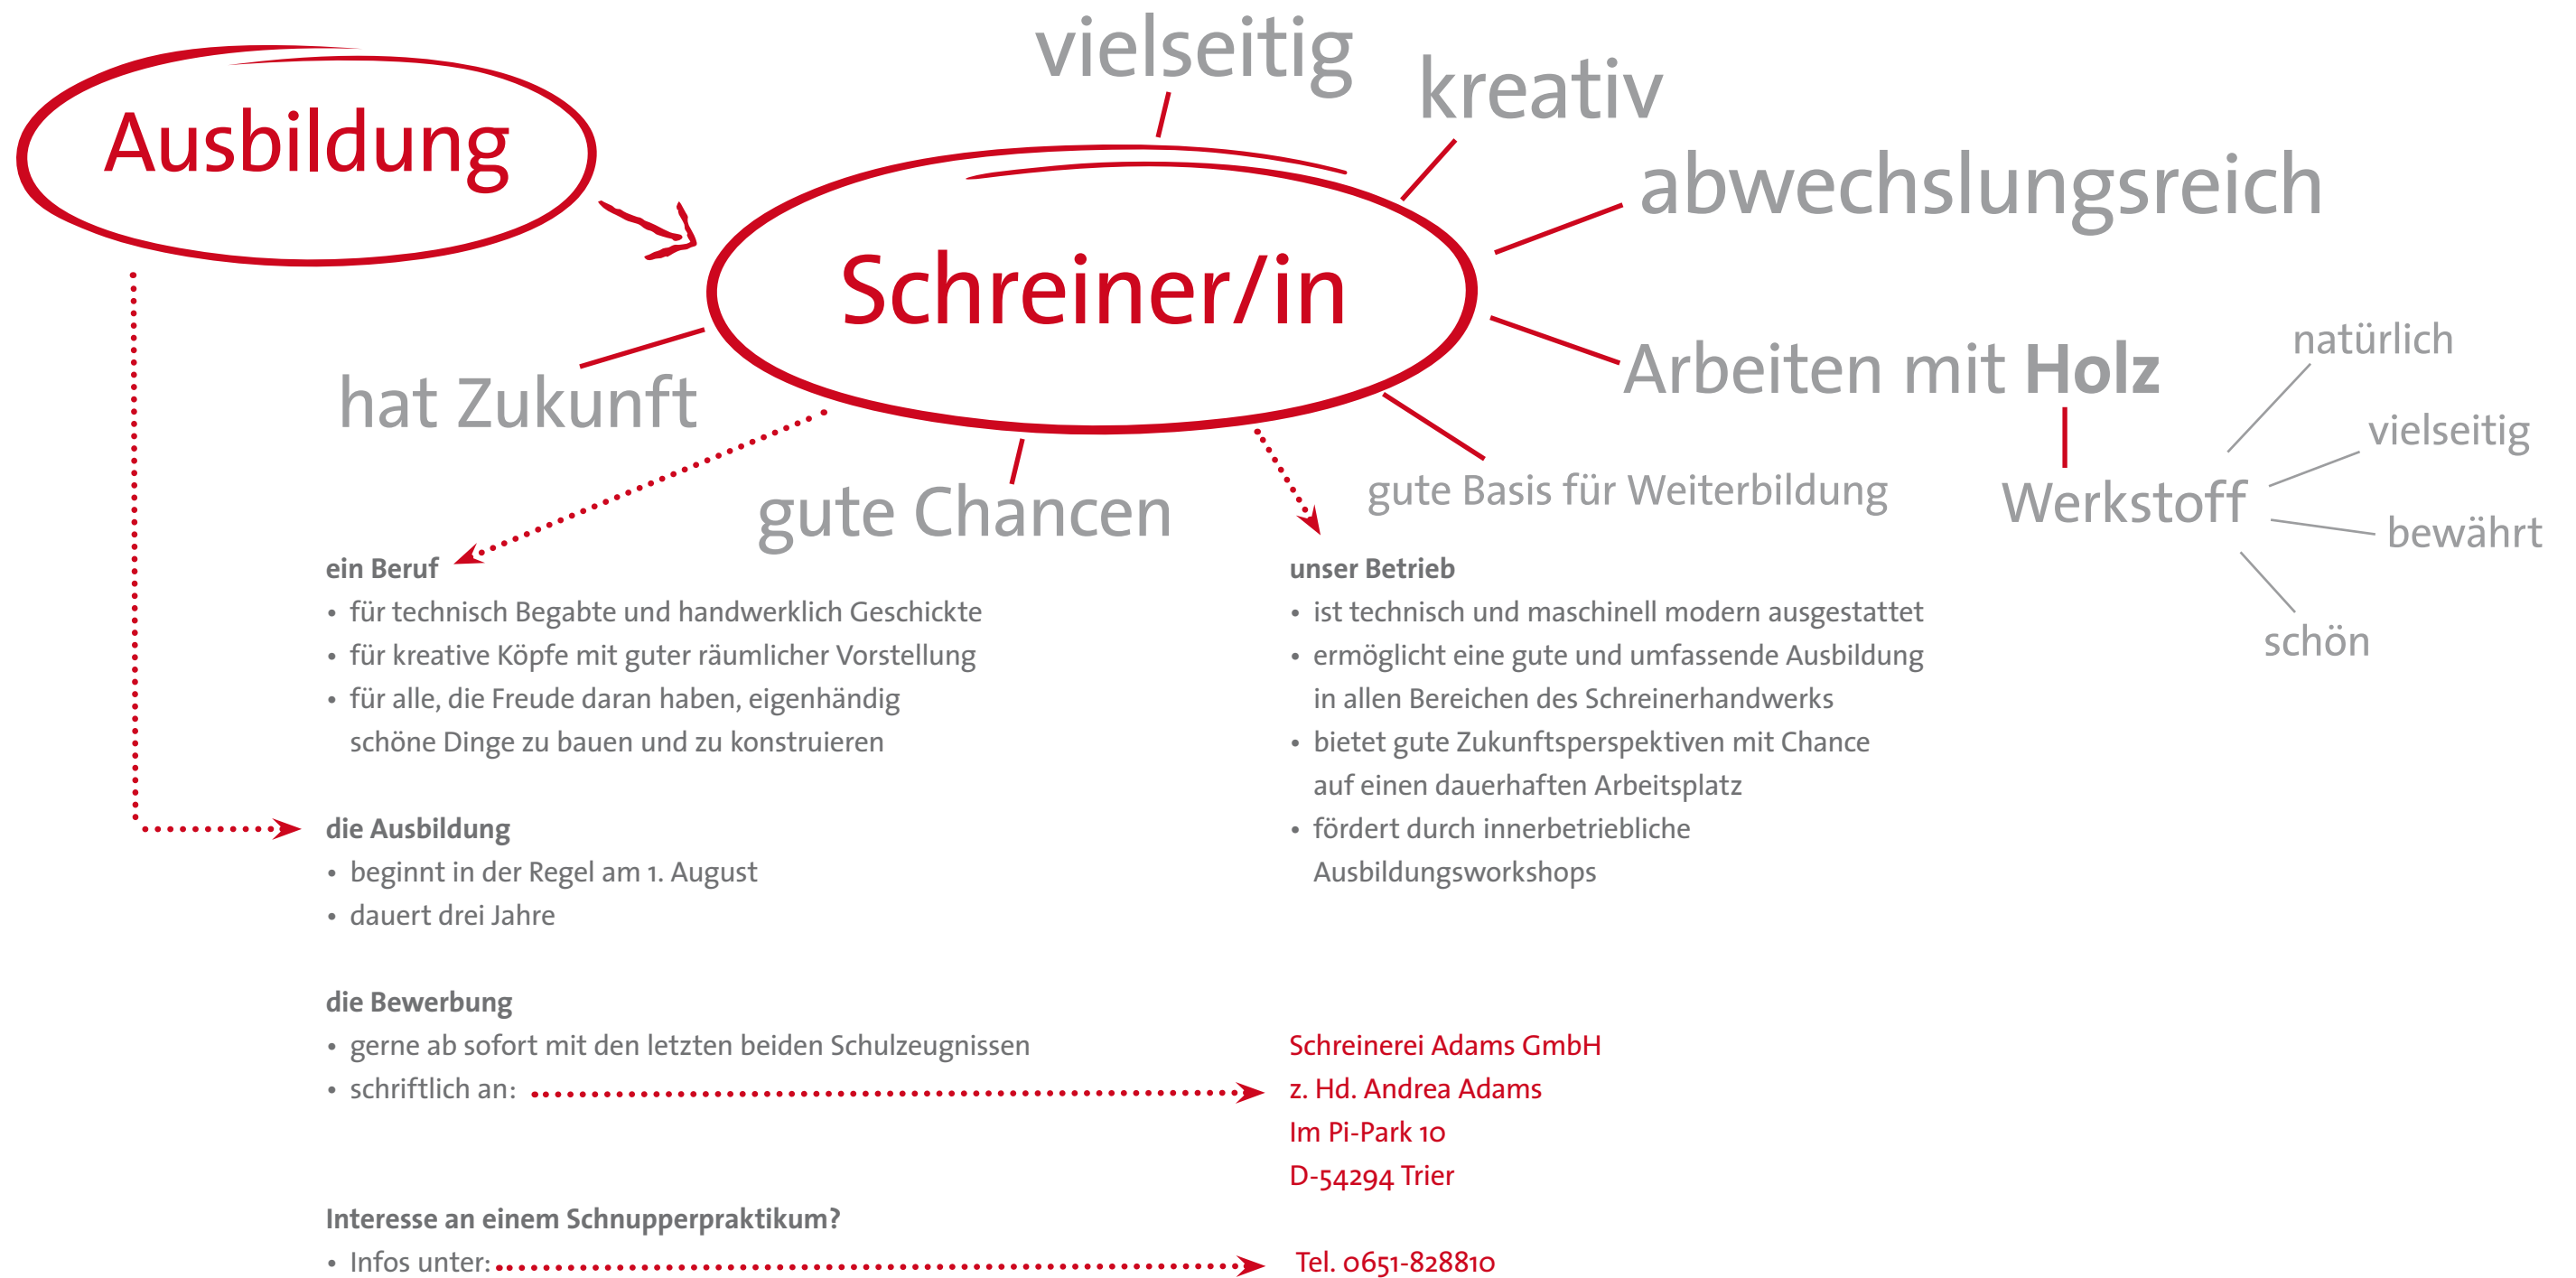 Ausbildung
Schreiner/in
vielseitig
kreativ
abwechslungsreich
Arbeiten mit Holz
Werkstoff
natürlich
vielseitig
bewährt
schön
gute Basis für Weiterbildung
gute Chancen
hat Zukunft
ein Beruf
• für technisch Begabte und handwerklich Geschickte
• für kreative Köpfe mit guter räumlicher Vorstellung
• für alle, die Freude daran haben, eigenhändig
schöne Dinge zu bauen und zu konstruieren
die Ausbildung
• beginnt in der Regel am 1. August
• dauert drei Jahre
unser Betrieb
• ist technisch und maschinell modern ausgestattet
• ermöglicht eine gute und umfassende Ausbildung
in allen Bereichen des Schreinerhandwerks
• bietet gute Zukunftsperspektiven mit Chance
auf einen dauerhaften Arbeitsplatz
• fördert durch innerbetriebliche
Ausbildungsworkshops
die Bewerbung
• gerne ab sofort mit den letzten beiden Schulzeugnissen
• schriftlich an:
Schreinerei Adams GmbH
z. Hd. Andrea Adams
Im Pi-Park 10
D-54294 Trier
Interesse an einem Schnupperpraktikum?
• Infos unter:
Tel. 0651-828810